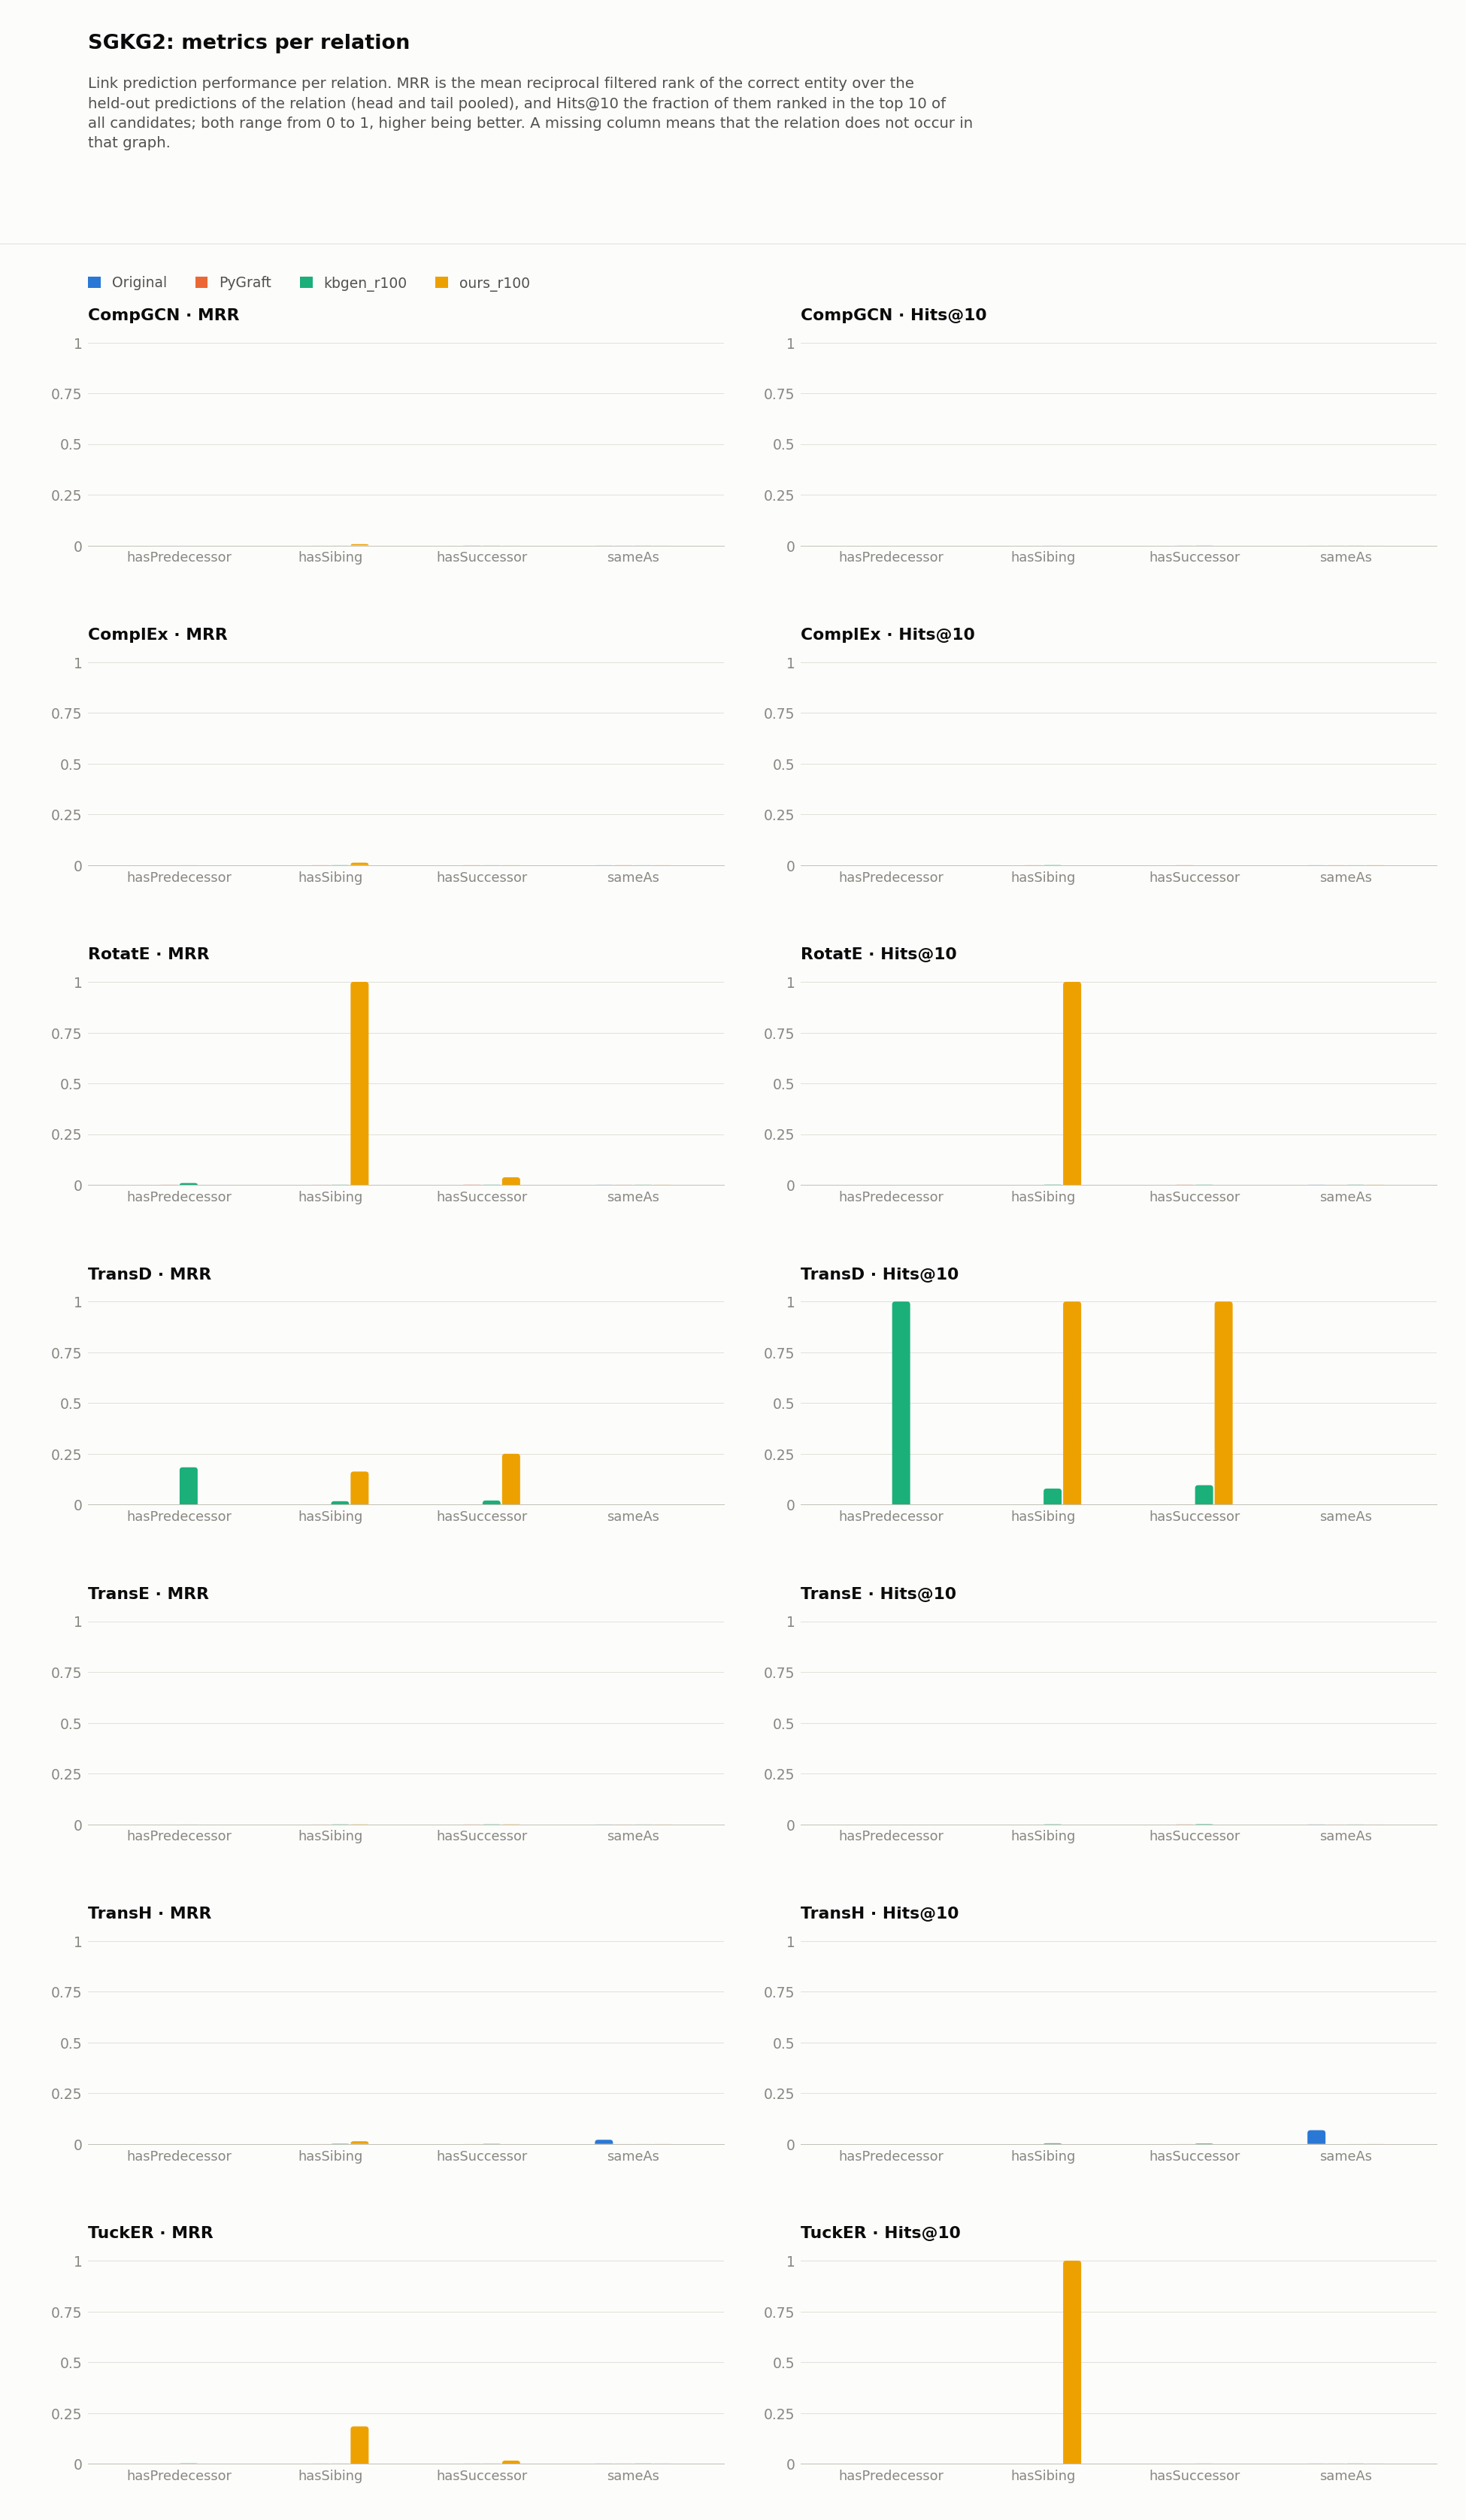 SGKG2: metrics per relation
Link prediction performance per relation. MRR is the mean reciprocal filtered rank of the correct entity over the
held-out predictions of the relation (head and tail pooled), and Hits@10 the fraction of them ranked in the top 10 of
all candidates; both range from 0 to 1, higher being better. A missing column means that the relation does not occur in
that graph.
Original PyGraft kbgen_r100 ours_r100
CompGCN · MRR
1
0.75
0.5
0.25
0
hasPredecessor hasSibing hasSuccessor sameAs
CompGCN · Hits@10
1
0.75
0.5
0.25
0
hasPredecessor hasSibing hasSuccessor sameAs
ComplEx · MRR
1
0.75
0.5
0.25
0
hasPredecessor hasSibing hasSuccessor sameAs
ComplEx · Hits@10
1
0.75
0.5
0.25
0
hasPredecessor hasSibing hasSuccessor sameAs
RotatE · MRR
1
0.75
0.5
0.25
0
hasPredecessor hasSibing hasSuccessor sameAs
RotatE · Hits@10
1
0.75
0.5
0.25
0
hasPredecessor hasSibing hasSuccessor sameAs
TransD · MRR
1
0.75
0.5
0.25
0
hasPredecessor hasSibing hasSuccessor sameAs
TransD · Hits@10
1
0.75
0.5
0.25
0
hasPredecessor hasSibing hasSuccessor sameAs
TransE · MRR
1
0.75
0.5
0.25
0
hasPredecessor hasSibing hasSuccessor sameAs
TransE · Hits@10
1
0.75
0.5
0.25
0
hasPredecessor hasSibing hasSuccessor sameAs
TransH · MRR
1
0.75
0.5
0.25
0
hasPredecessor hasSibing hasSuccessor sameAs
TransH · Hits@10
1
0.75
0.5
0.25
0
hasPredecessor hasSibing hasSuccessor sameAs
TuckER · MRR
1
0.75
0.5
0.25
0
hasPredecessor hasSibing hasSuccessor sameAs
TuckER · Hits@10
1
0.75
0.5
0.25
0
hasPredecessor hasSibing hasSuccessor sameAs